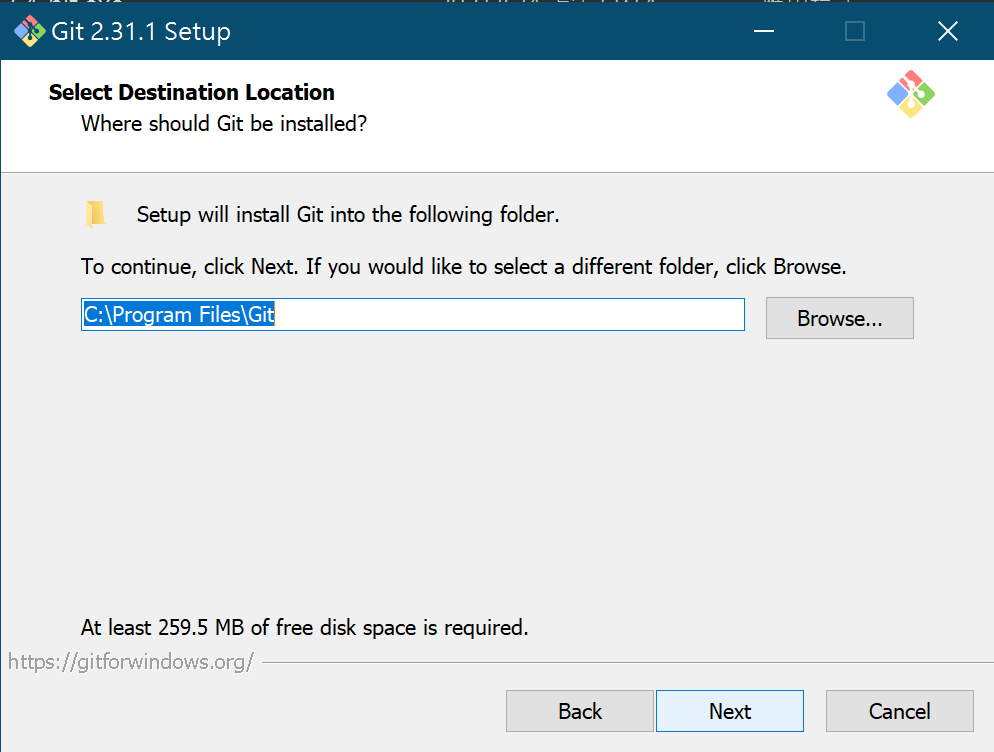 Git 2.31.1 Setup
Select Destination Location
Where should Git be installed?
Setup will install Git into the following folder.
To continue, click Next. If you would like to select a different folder, click Browse.
C:\Program Files\Git
Browse...
At least 259.5 MB of free disk space is required.
https://gitforwindows.org/
Back
Next
Cancel